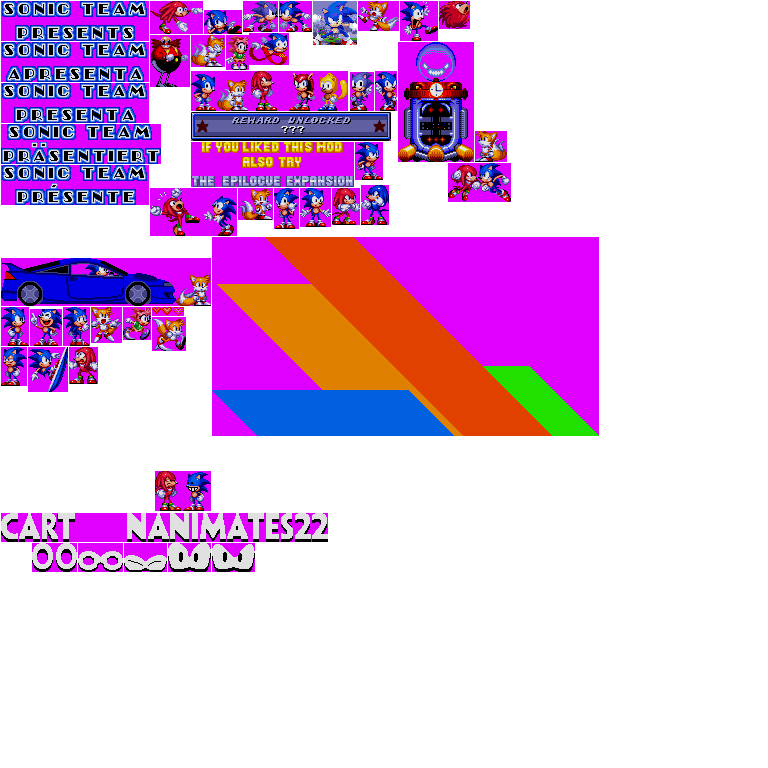 SONIC TEAM
PRESENTS
SONIC TEAM
APRESENTA
SONIC TEAM
PRESENTA
SONIC TEAM
PRÄSENTIERT
SONIC TEAM
PRÉSENTE
REWARD UNLOCKED
???
IF YOU LIKED THIS MOD
ALSO TRY
THE EPILOGUE EXPANSION
CART NANIMATES22